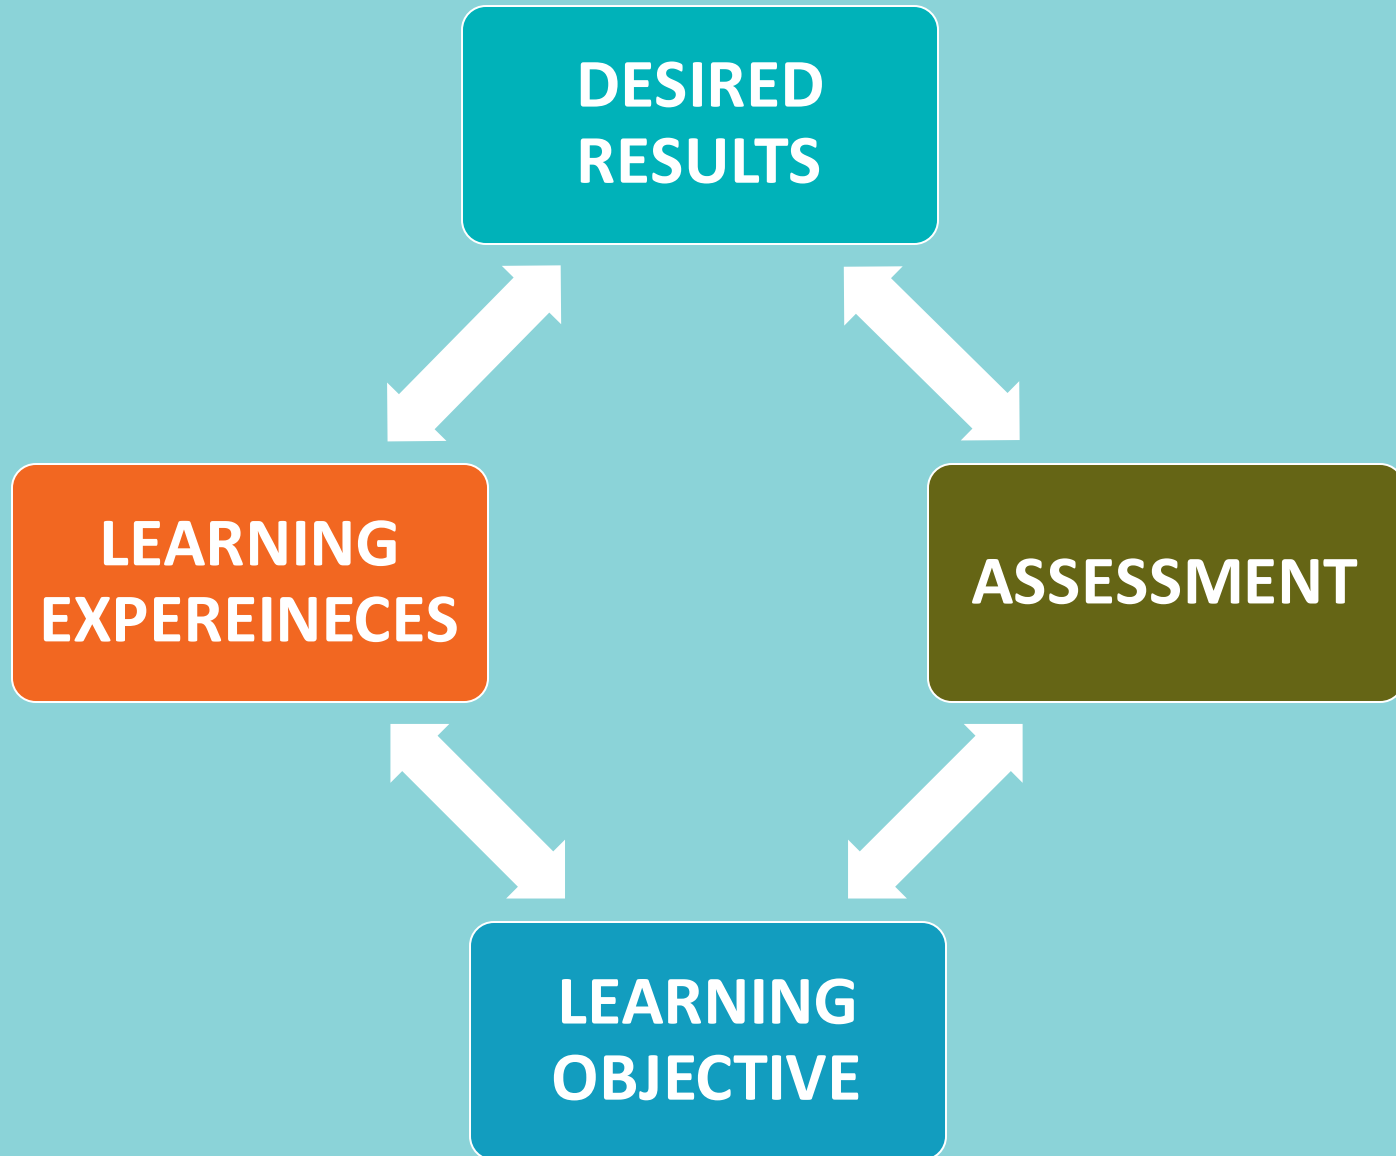 DESIRED
RESULTS
LEARNING
EXPEREINECES
ASSESSMENT
LEARNING
OBJECTIVE